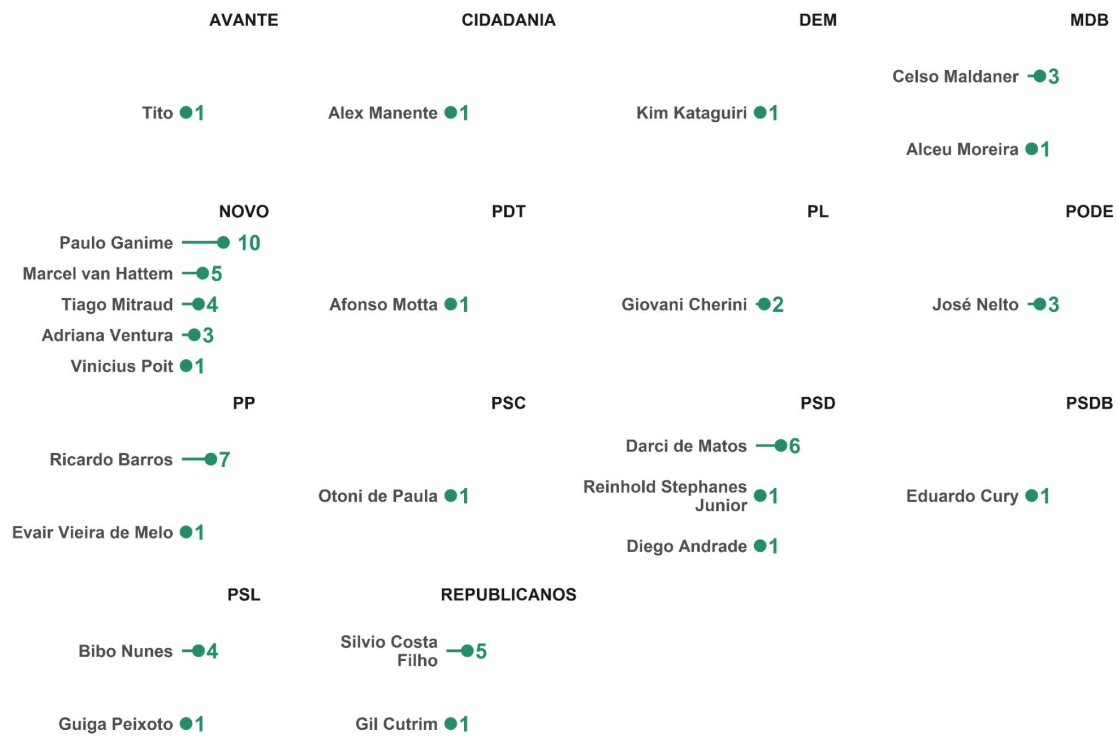 AVANTE
CIDADANIA
DEM
MDB
Celso Maldaner 3
Tito 1
Alex Manente 1
Kim Kataguiri 1
Alceu Moreira 1
NOVO
PDT
PL
PODE
Paulo Ganime 10
Marcel van Hattem 5
Tiago Mitraud 4
Afonso Motta 1
Giovani Cherini 2
José Nelto 3
Adriana Ventura 3
Vinicius Poit 1
PP
PSC
PSD
PSDB
Ricardo Barros 7
Darci de Matos 6
Otoni de Paula 1
Reinhold Stephanes
Junior 1
Eduardo Cury 1
Evair Vieira de Melo 1
Diego Andrade 1
PSL
REPUBLICANOS
Bibo Nunes 4
Silvio Costa
Filho 5
Guiga Peixoto 1
Gil Cutrim 1